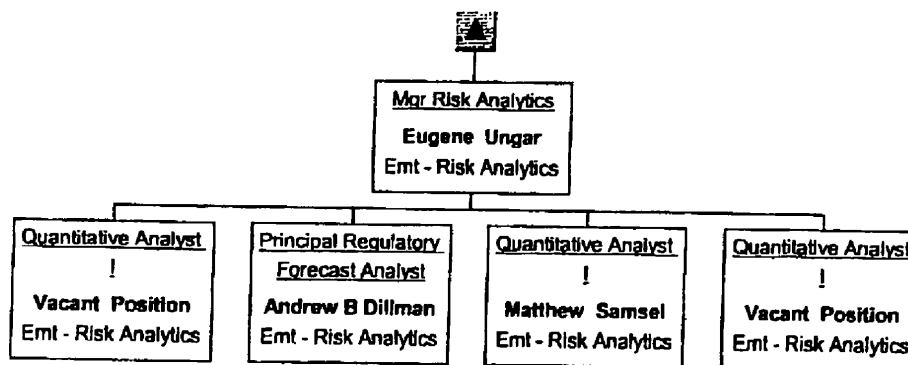 Mgr Risk Analytics
Eugene Ungar
Emt - Risk Analytics
Quantitative Analyst
!
Vacant Position
Emt - Risk Analytics
Principal Regulatory
Forecast Analyst
Andrew B Dillman
Emt - Risk Analytics
Quantitative Analyst
!
Matthew Samsel
Emt - Risk Analytics
Quantitative Analyst
!
Vacant Position
Emt - Risk Analytics